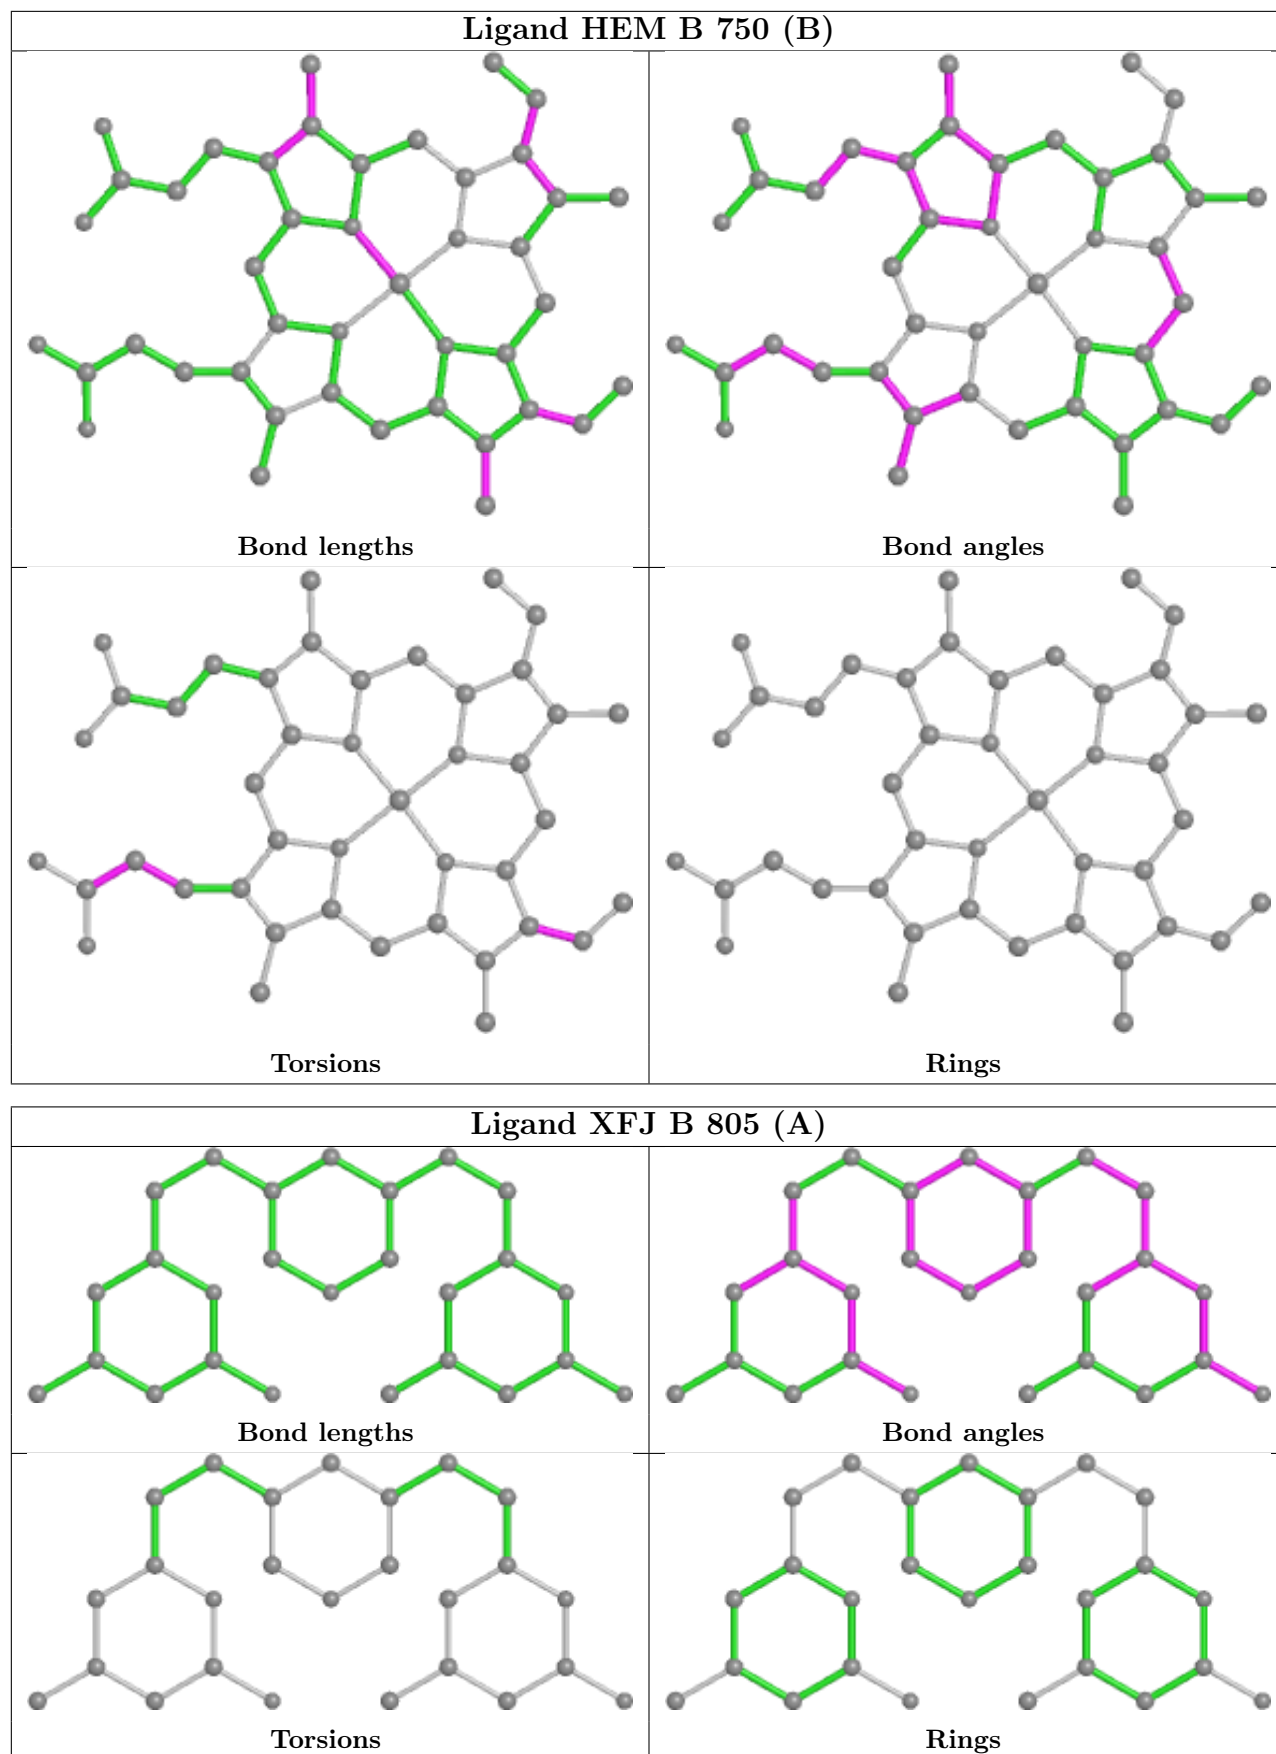 Ligand HEM B 750 (B)
Bond lengths
Bond angles
Torsions
Rings
Ligand XFJ B 805 (A)
Bond lengths
Bond angles
Torsions
Rings